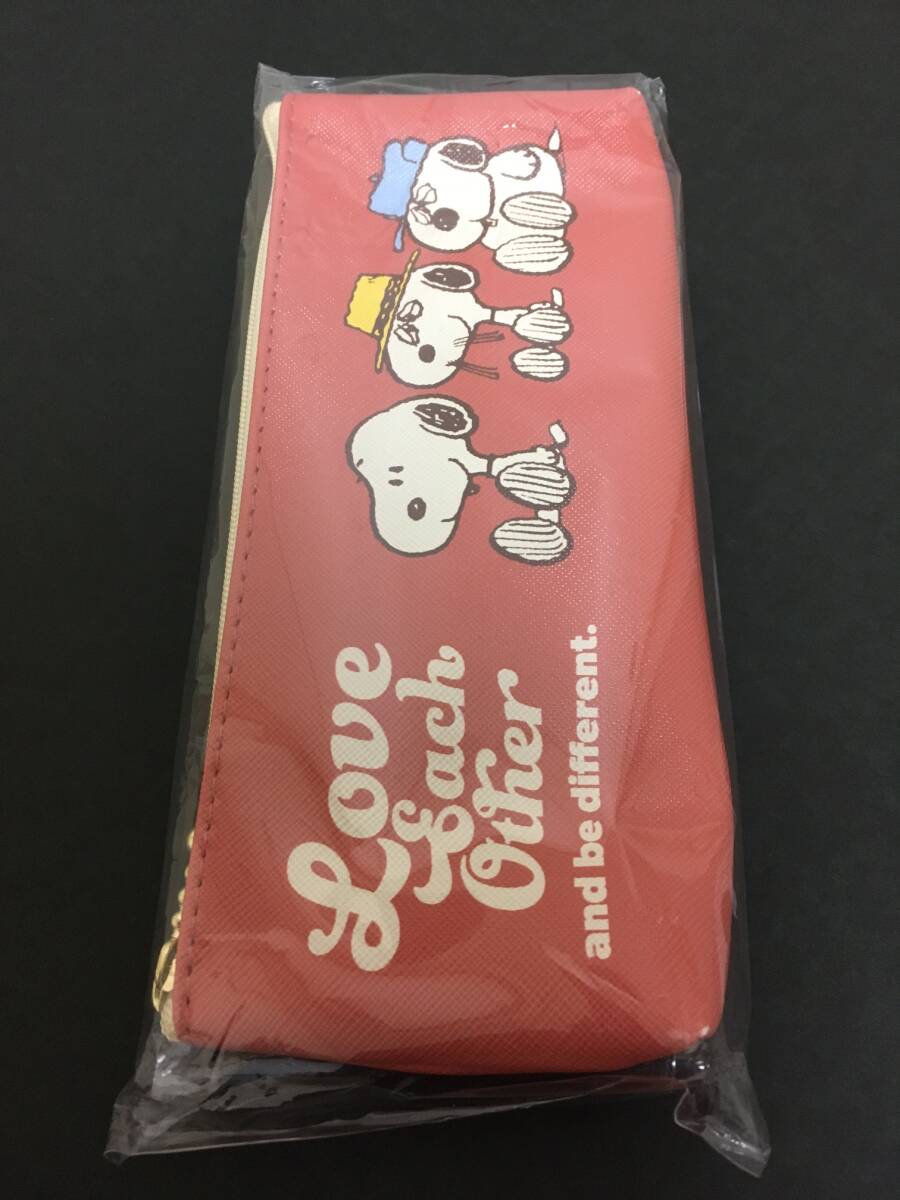 Love
Each
Other
and be different.